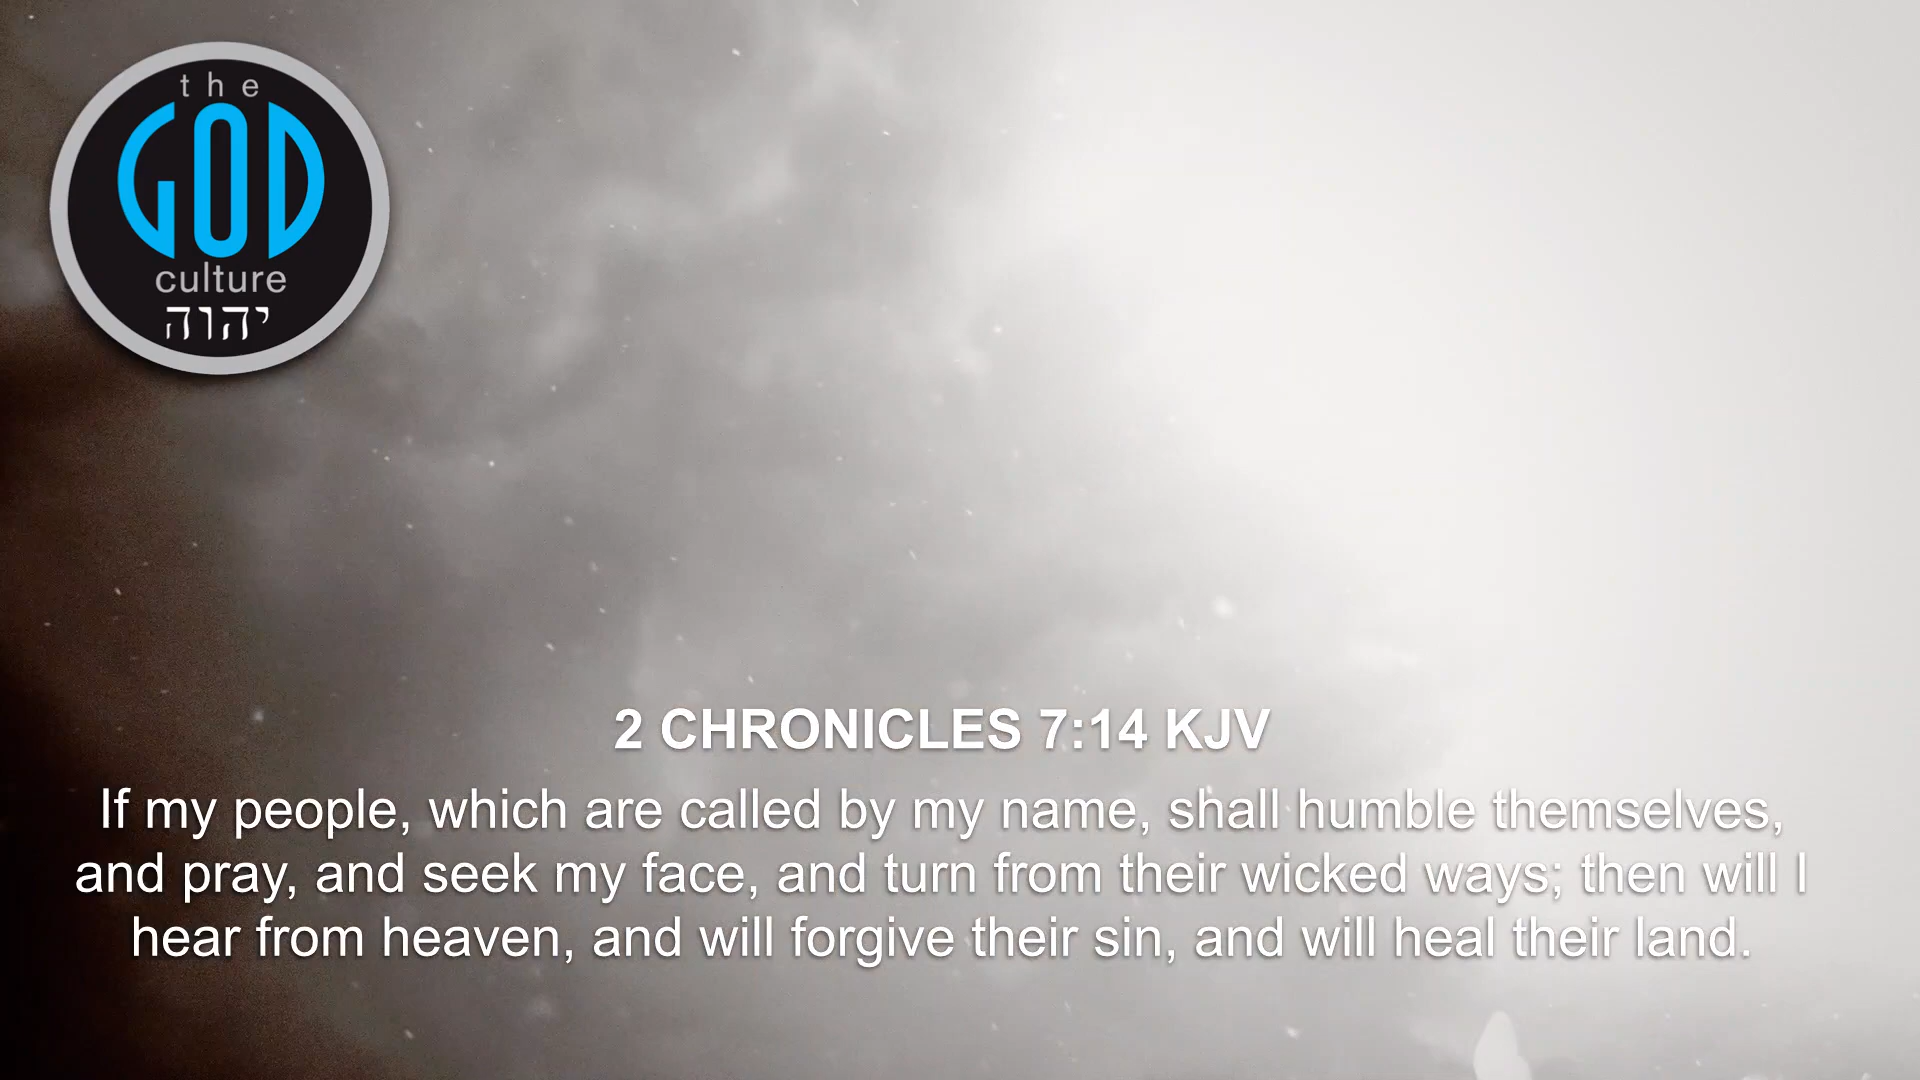 the
GOD
culture
יהוה
2 CHRONICLES 7:14 KJV
If my people, which are called by my name, shall humble themselves,
and pray, and seek my face, and turn from their wicked ways; then will I
hear from heaven, and will forgive their sin, and will heal their land.